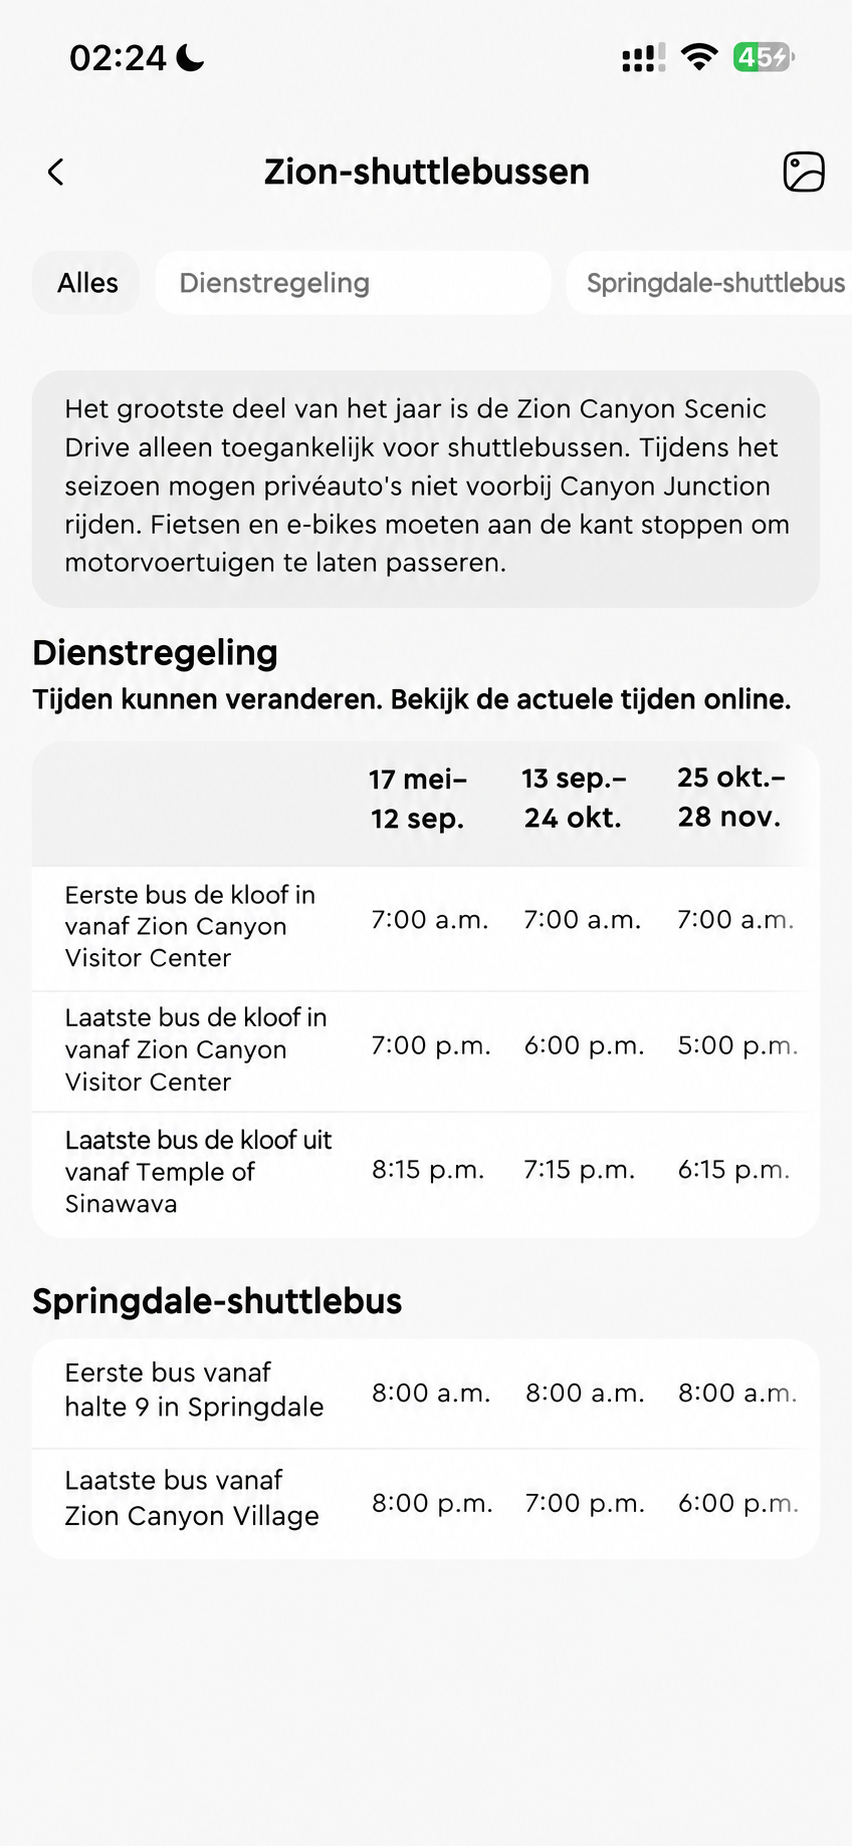 02:24
45
Zion-shuttlebussen
Alles
Dienstregeling
Springdale-shuttlebus
Het grootste deel van het jaar is de Zion Canyon Scenic
Drive alleen toegankelijk voor shuttlebussen. Tijdens het
seizoen mogen privéauto's niet voorbij Canyon Junction
rijden. Fietsen en e-bikes moeten aan de kant stoppen om
motorvoertuigen te laten passeren.
Dienstregeling
Tijden kunnen veranderen. Bekijk de actuele tijden online.
17 mei– 13 sep.– 25 okt.–
12 sep. 24 okt. 28 nov.
Eerste bus de kloof in
vanaf Zion Canyon
Visitor Center
7:00 a.m. 7:00 a.m. 7:00 a.m.
Laatste bus de kloof in
vanaf Zion Canyon
Visitor Center
7:00 p.m. 6:00 p.m. 5:00 p.m.
Laatste bus de kloof uit
vanaf Temple of
Sinawava
8:15 p.m. 7:15 p.m. 6:15 p.m.
Springdale-shuttlebus
Eerste bus vanaf
halte 9 in Springdale
8:00 a.m. 8:00 a.m. 8:00 a.m.
Laatste bus vanaf
Zion Canyon Village
8:00 p.m. 7:00 p.m. 6:00 p.m.